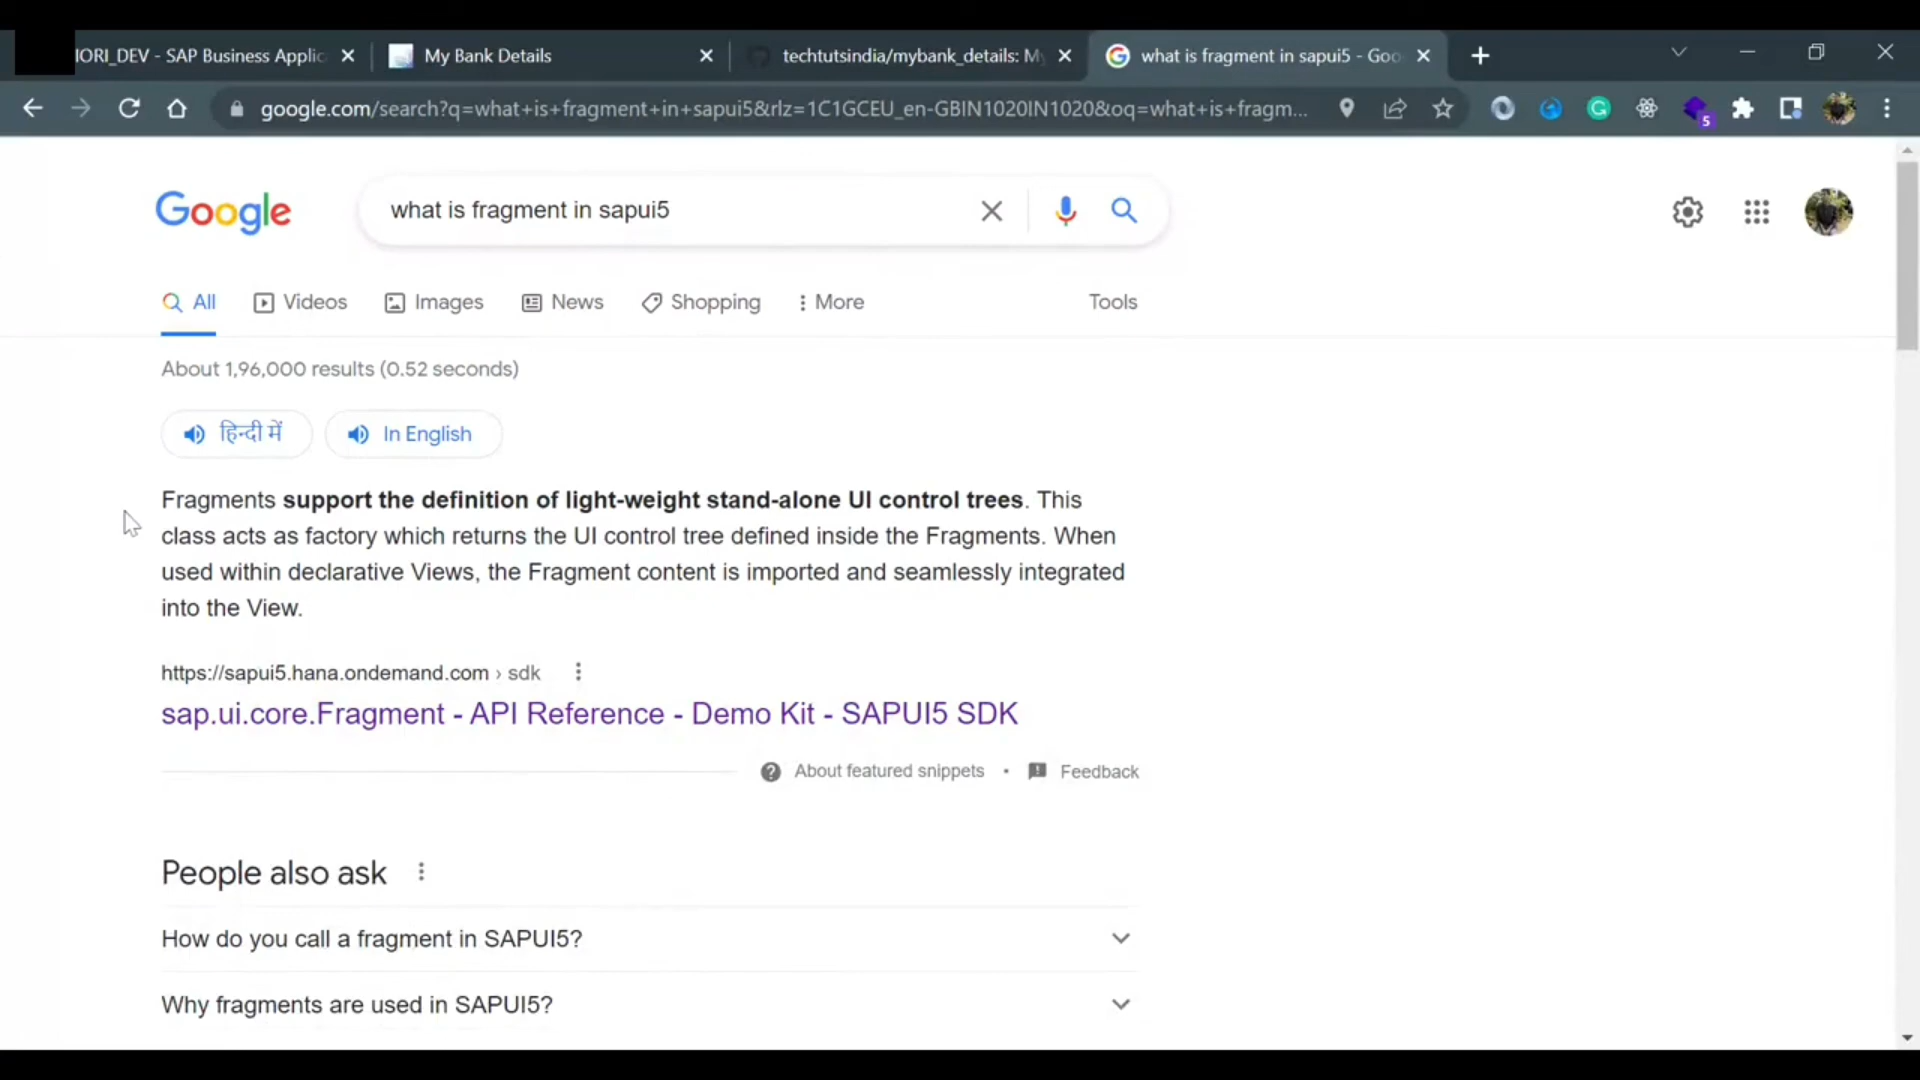 IORI_DEV - SAP Business Applic
My Bank Details
techtutsindia/mybank_details: My
what is fragment in sapui5 - Goo
google.com/search?q=what+is+fragment+in+sapui5&rlz=1C1GCEU_en-GBIN1020IN1020&oq=what+is+fragm...
5
Google
what is fragment in sapui5
All
Videos
Images
News
Shopping
More
Tools
About 1,96,000 results (0.52 seconds)
हिन्दी में
In English
Fragments support the definition of light-weight stand-alone UI control trees. This
class acts as factory which returns the UI control tree defined inside the Fragments. When
used within declarative Views, the Fragment content is imported and seamlessly integrated
into the View.
https://sapui5.hana.ondemand.com › sdk
sap.ui.core.Fragment - API Reference - Demo Kit - SAPUI5 SDK
About featured snippets • Feedback
People also ask
How do you call a fragment in SAPUI5?
Why fragments are used in SAPUI5?